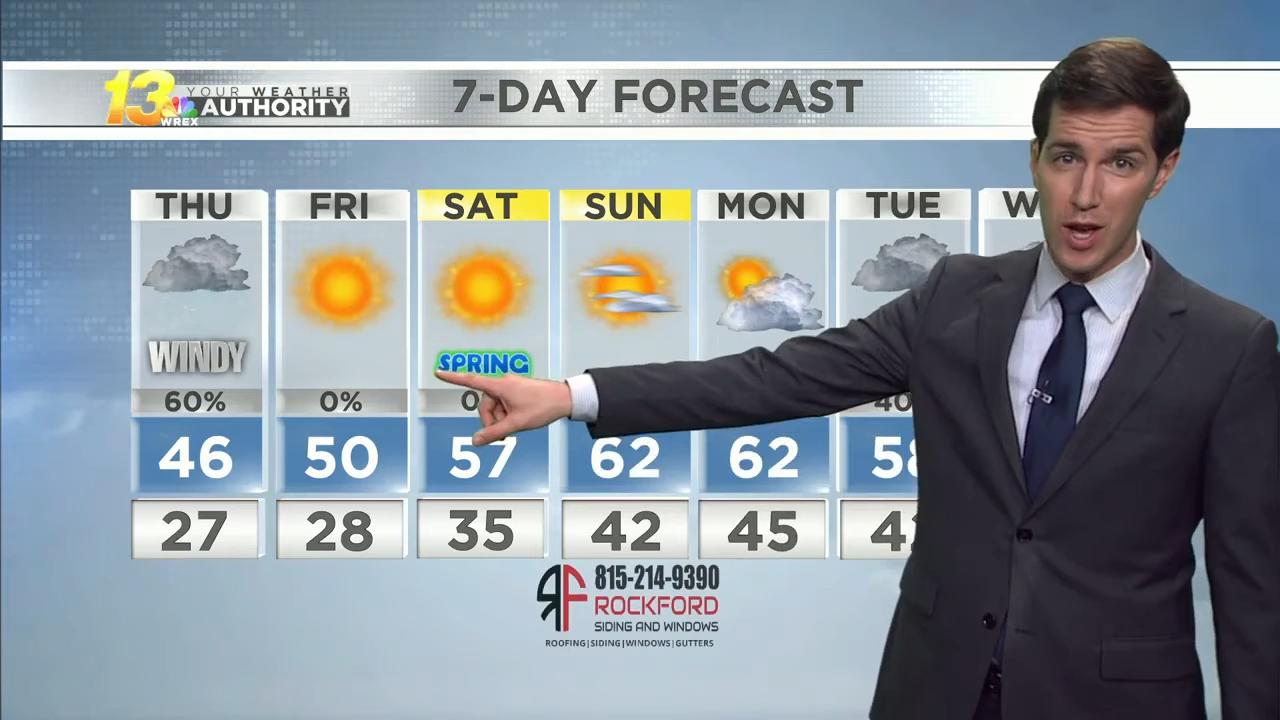 13 YOUR WEATHER
AUTHORITY
WREX
7-DAY FORECAST
THU FRI SAT SUN MON TUE
WINDY SPRING
60% 0%
46 50 57 62 62
27 28 35 42 45
815-214-9390
ROCKFORD
SIDING AND WINDOWS
ROOFING|SIDING|WINDOWS|GUTTERS